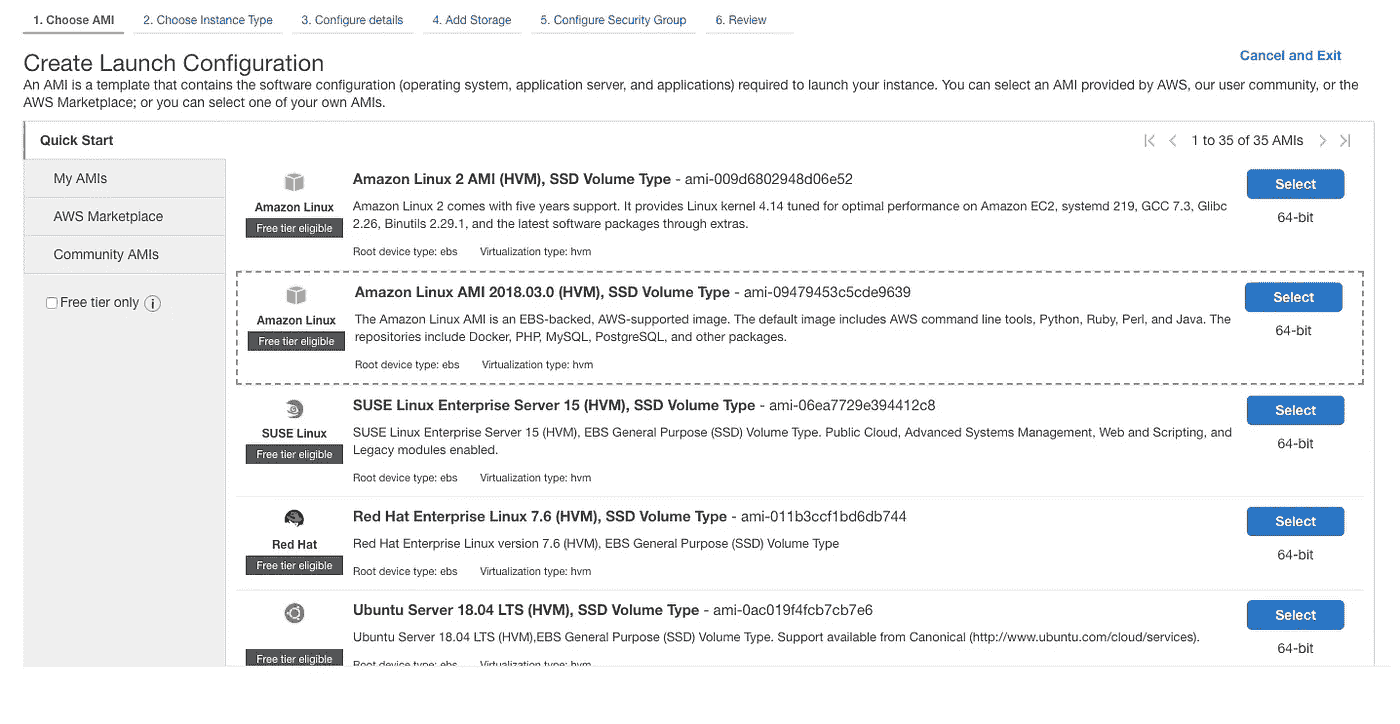 1. Choose AMI 2. Choose Instance Type 3. Configure details 4. Add Storage 5. Configure Security Group 6. Review
Create Launch Configuration
Cancel and Exit
An AMI is a template that contains the software configuration (operating system, application server, and applications) required to launch your instance. You can select an AMI provided by AWS, our user community, or the
AWS Marketplace; or you can select one of your own AMIs.
Quick Start
My AMIs
AWS Marketplace
Community AMIs
Free tier only
1 to 35 of 35 AMIs
Amazon Linux
Free tier eligible
Amazon Linux 2 AMI (HVM), SSD Volume Type - ami-009d6802948d06e52
Amazon Linux 2 comes with five years support. It provides Linux kernel 4.14 tuned for optimal performance on Amazon EC2, systemd 219, GCC 7.3, Glibc
2.26, Binutils 2.29.1, and the latest software packages through extras.
Root device type: ebs Virtualization type: hvm
Select
64-bit
Amazon Linux
Free tier eligible
Amazon Linux AMI 2018.03.0 (HVM), SSD Volume Type - ami-09479453c5cde9639
The Amazon Linux AMI is an EBS-backed, AWS-supported image. The default image includes AWS command line tools, Python, Ruby, Perl, and Java. The
repositories include Docker, PHP, MySQL, PostgreSQL, and other packages.
Root device type: ebs Virtualization type: hvm
Select
64-bit
SUSE Linux
Free tier eligible
SUSE Linux Enterprise Server 15 (HVM), SSD Volume Type - ami-06ea7729e394412c8
SUSE Linux Enterprise Server 15 (HVM), EBS General Purpose (SSD) Volume Type. Public Cloud, Advanced Systems Management, Web and Scripting, and
Legacy modules enabled.
Root device type: ebs Virtualization type: hvm
Select
64-bit
Red Hat
Free tier eligible
Red Hat Enterprise Linux 7.6 (HVM), SSD Volume Type - ami-011b3ccf1bd6db744
Red Hat Enterprise Linux version 7.6 (HVM), EBS General Purpose (SSD) Volume Type
Root device type: ebs Virtualization type: hvm
Select
64-bit
Free tier eligible
Ubuntu Server 18.04 LTS (HVM), SSD Volume Type - ami-0ac019f4fcb7cb7e6
Ubuntu Server 18.04 LTS (HVM),EBS General Purpose (SSD) Volume Type. Support available from Canonical (http://www.ubuntu.com/cloud/services).
Root device type: ebs Virtualization type: hvm
Select
64-bit